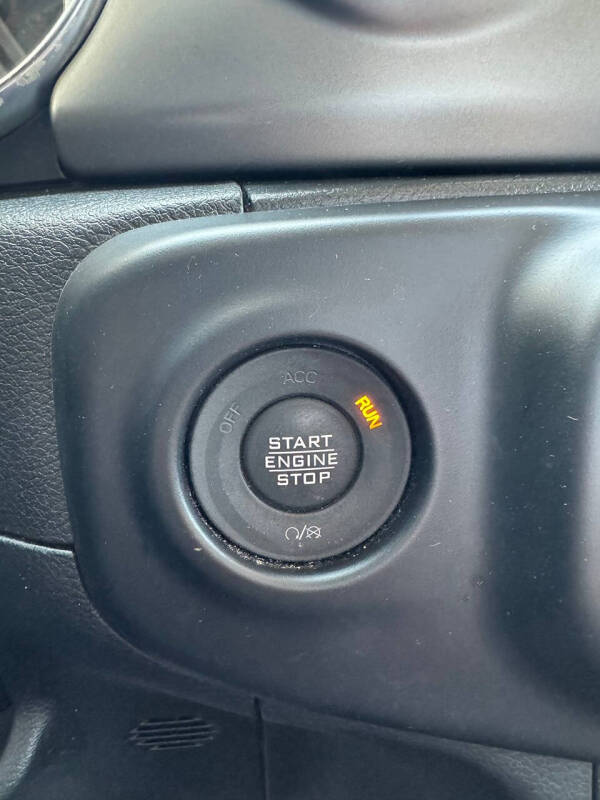 ACC
OFF
RUN
START
ENGINE
STOP